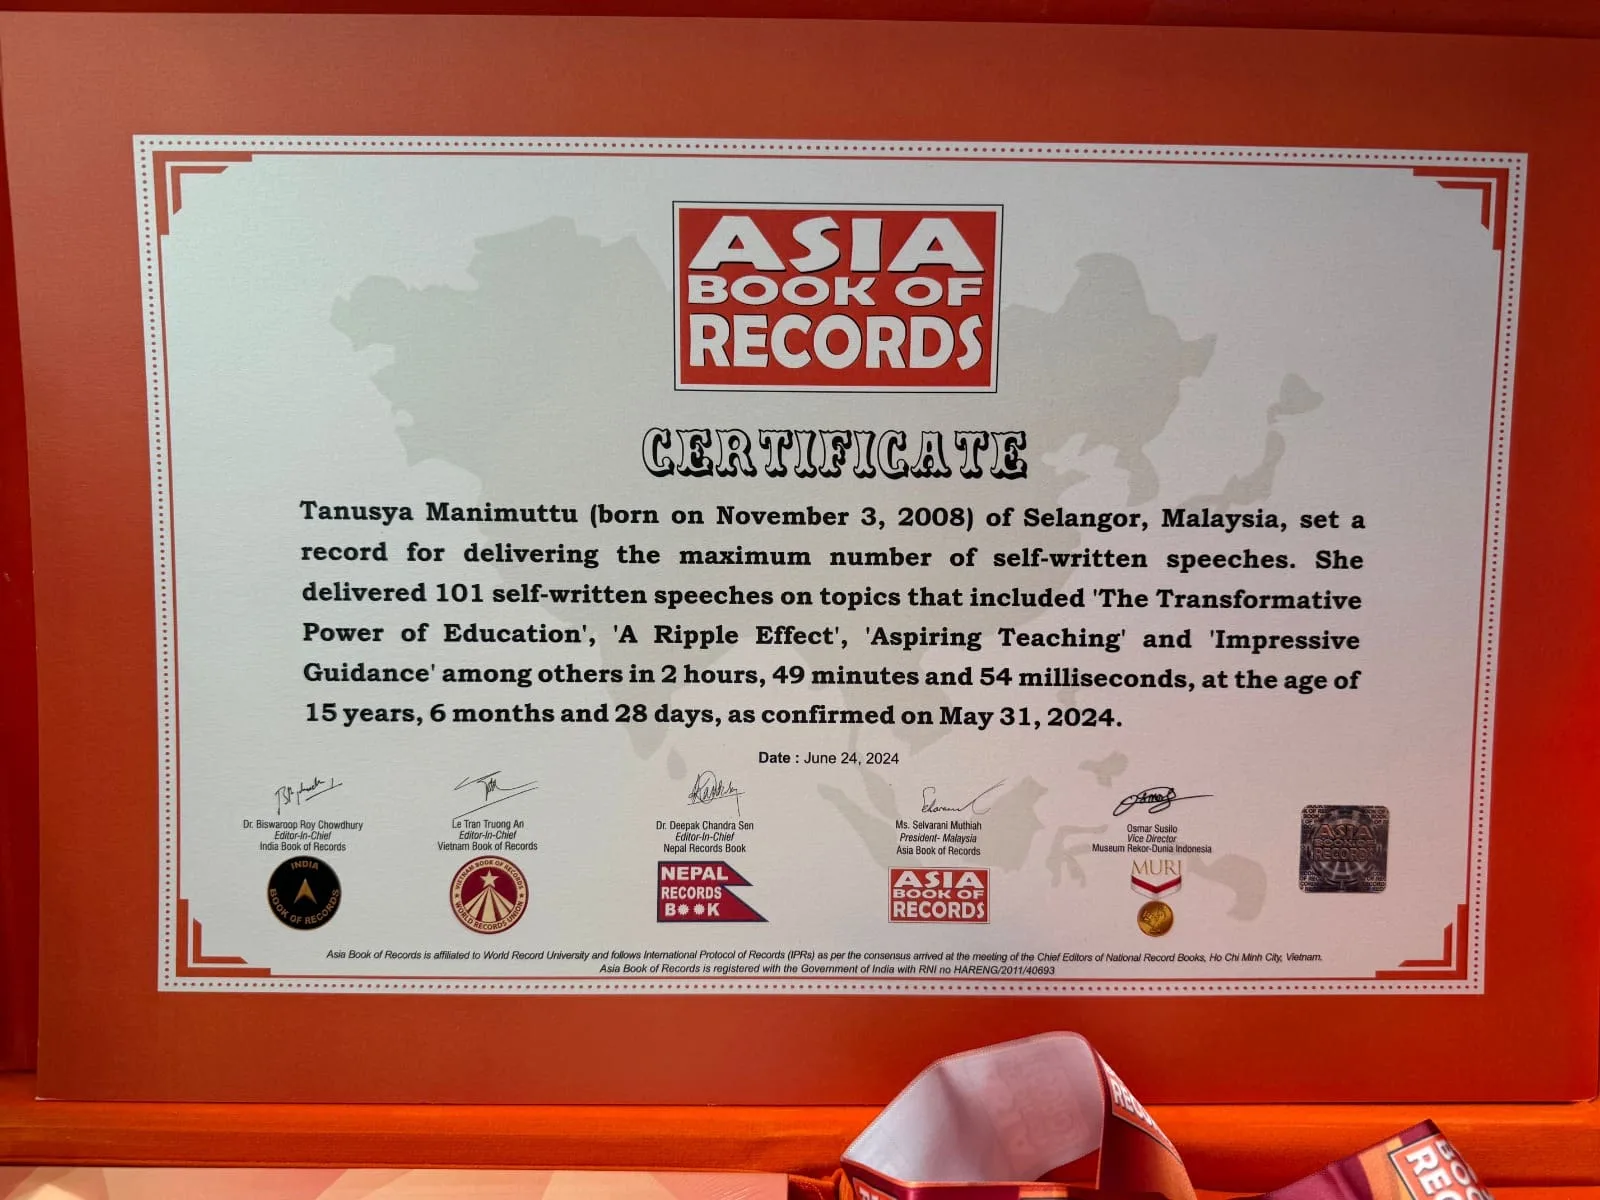 ASIA
BOOK OF
RECORDS
CERTIFICATE
Tanusya Manimuttu (born on November 3, 2008) of Selangor, Malaysia, set a
record for delivering the maximum number of self-written speeches. She
delivered 101 self-written speeches on topics that included 'The Transformative
Power of Education', 'A Ripple Effect', 'Aspiring Teaching' and 'Impressive
Guidance' among others in 2 hours, 49 minutes and 54 milliseconds, at the age of
15 years, 6 months and 28 days, as confirmed on May 31, 2024.
Date : June 24, 2024
Dr. Biswaroop Roy Chowdhury
Editor-In-Chief
India Book of Records
INDIA
BOOK OF RECORDS
Le Tran Truong An
Editor-In-Chief
Vietnam Book of Records
VIETNAM BOOK OF RECORDS
WORLD RECORDS UNION
Dr. Deepak Chandra Sen
Editor-In-Chief
Nepal Records Book
NEPAL
RECORDS
B**K
Ms. Selvarani Muthiah
President- Malaysia
Asia Book of Records
ASIA
BOOK OF
RECORDS
Osmar Susilo
Vice Director
Museum Rekor-Dunia Indonesia
MURI
ASIA
BOOK OF
RECORDS
Asia Book of Records is affiliated to World Record University and follows International Protocol of Records (IPRs) as per the consensus arrived at the meeting of the Chief Editors of National Record Books, Ho Chi Minh City, Vietnam.
Asia Book of Records is registered with the Government of India with RNI no HARENG/2011/40693